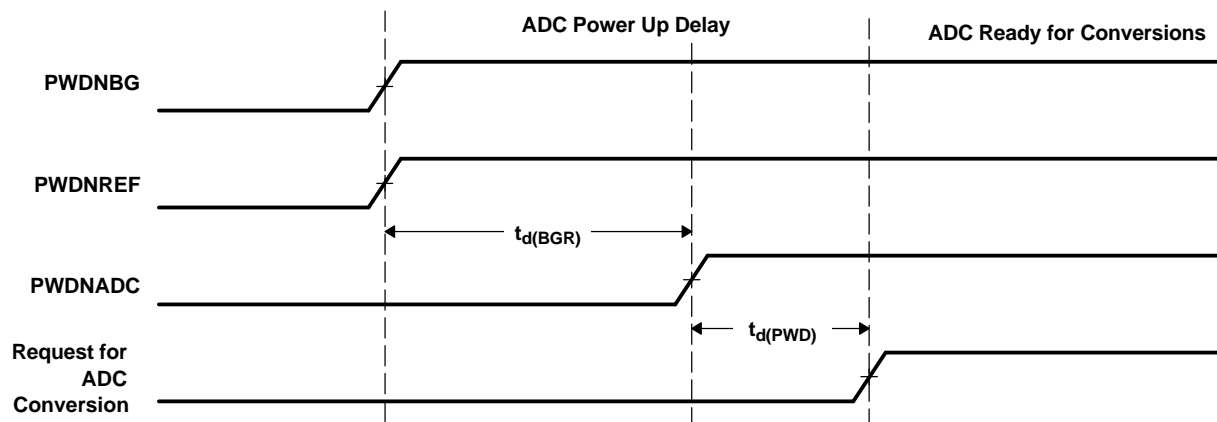 ADC Power Up Delay
ADC Ready for Conversions
PWDNBG
PWDNREF
td(BGR)
PWDNADC
td(PWD)
Request for
ADC
Conversion